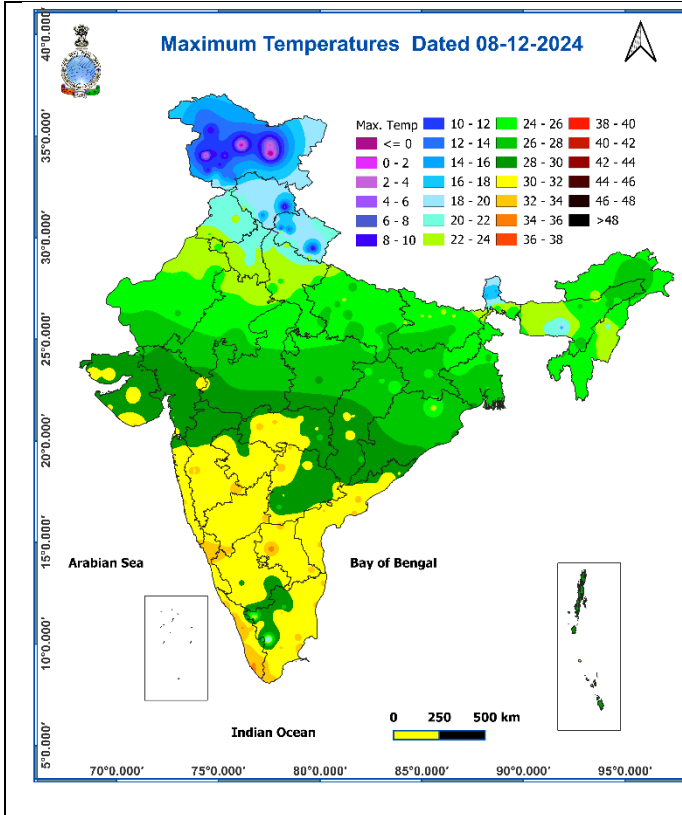 Maximum Temperatures Dated 08-12-2024
Max. Temp
<= 0
0 - 2
2 - 4
4 - 6
6 - 8
8 - 10
10 - 12
12 - 14
14 - 16
16 - 18
18 - 20
20 - 22
22 - 24
24 - 26
26 - 28
28 - 30
30 - 32
32 - 34
34 - 36
36 - 38
38 - 40
40 - 42
42 - 44
44 - 46
46 - 48
>48
40°0.000′
35°0.000′
30°0.000′
25°0.000′
20°0.000′
15°0.000′
10°0.000′
5°0.000′
Arabian Sea
Bay of Bengal
Indian Ocean
0 250 500 km
70°0.000′ 75°0.000′ 80°0.000′ 85°0.000′ 90°0.000′ 95°0.000′